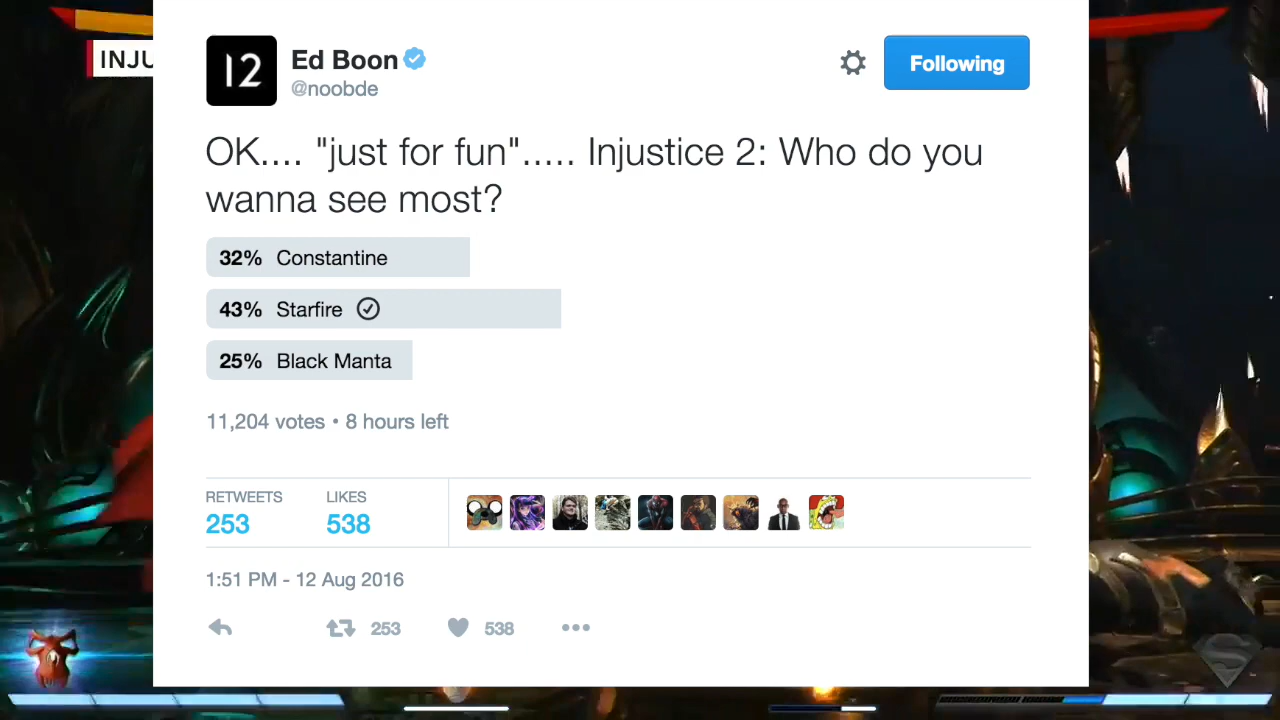 INJU
12
Ed Boon
@noobde
Following
OK.... "just for fun"..... Injustice 2: Who do you
wanna see most?
32% Constantine
43% Starfire
25% Black Manta
11,204 votes • 8 hours left
RETWEETS LIKES
253 538
1:51 PM - 12 Aug 2016
253 538